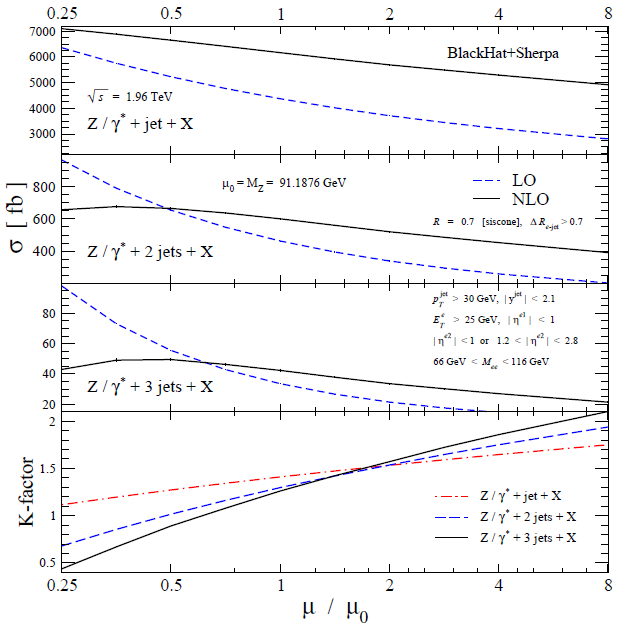 0.25 0.5 1 2 4 8
7000
6000
5000
4000
3000
BlackHat+Sherpa
√s = 1.96 TeV
Z / γ* + jet + X
σ [ fb ]
800
600
400
μ0 = MZ = 91.1876 GeV
LO
NLO
R = 0.7 [siscone], ΔRe-jet > 0.7
Z / γ* + 2 jets + X
80
60
40
20
pTjet > 30 GeV, | yjet | < 2.1
ETe > 25 GeV, | ηe1 | < 1
| ηe2 | < 1 or 1.2 < | ηe2 | < 2.8
66 GeV < Mee < 116 GeV
Z / γ* + 3 jets + X
K-factor
2
1.5
1
0.5
Z / γ* + jet + X
Z / γ* + 2 jets + X
Z / γ* + 3 jets + X
0.25 0.5 1 2 4 8
μ / μ0